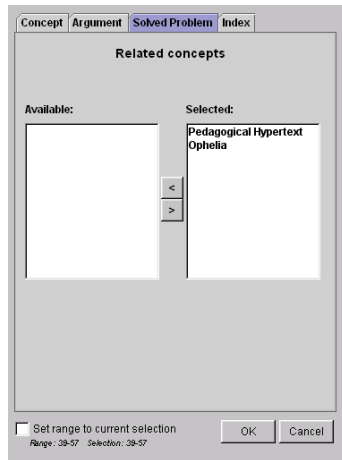 Concept Argument Solved Problem Index
Related concepts
Available: Selected:
Pedagogical Hypertext
Ophelia
<
>
Set range to current selection
Range: 39-57 Selection: 39-57
OK Cancel